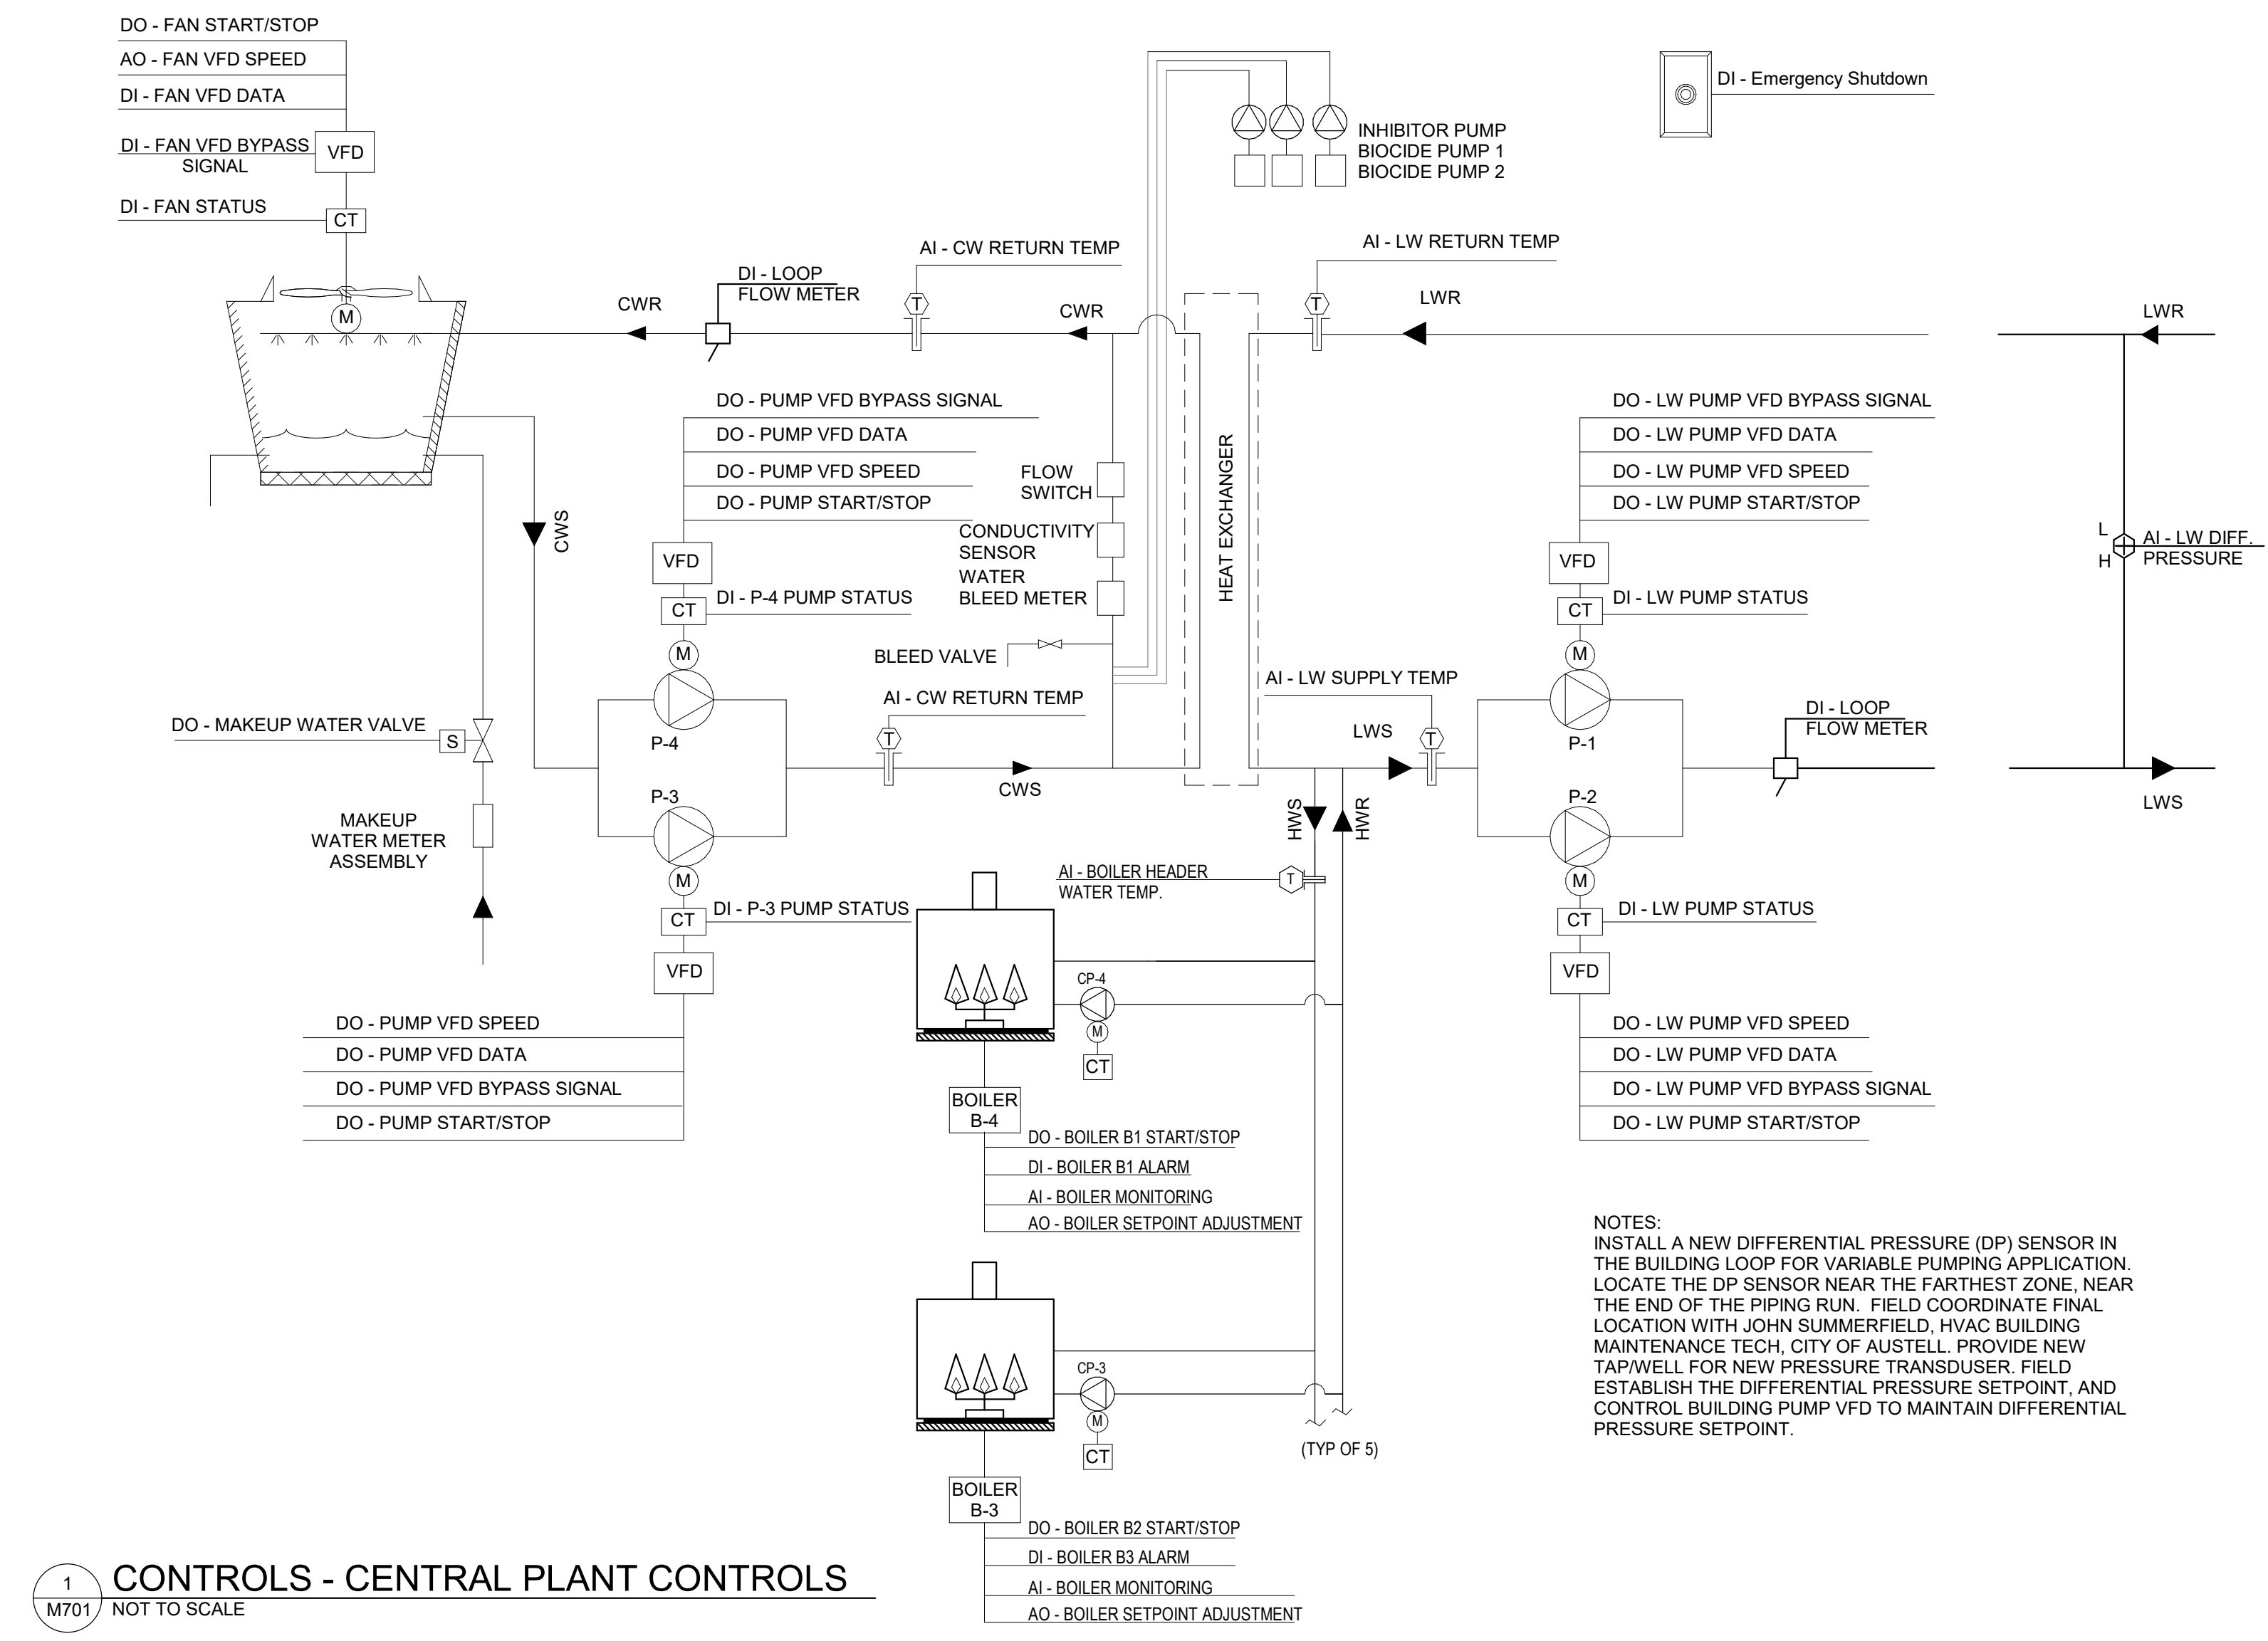 DO - FAN START/STOP
AO - FAN VFD SPEED
DI - FAN VFD DATA
DI - FAN VFD BYPASS
SIGNAL
VFD
DI - FAN STATUS
CT
M
INHIBITOR PUMP
BIOCIDE PUMP 1
BIOCIDE PUMP 2
DI - Emergency Shutdown
CWR
DI - LOOP
FLOW METER
AI - CW RETURN TEMP
T
CWR
AI - LW RETURN TEMP
T
LWR
LWR
DO - PUMP VFD BYPASS SIGNAL
DO - PUMP VFD DATA
DO - PUMP VFD SPEED
DO - PUMP START/STOP
VFD
CT
DI - P-4 PUMP STATUS
M
P-4
CWS
FLOW
SWITCH
CONDUCTIVITY
SENSOR
WATER
BLEED METER
BLEED VALVE
HEAT EXCHANGER
DO - LW PUMP VFD BYPASS SIGNAL
DO - LW PUMP VFD DATA
DO - LW PUMP VFD SPEED
DO - LW PUMP START/STOP
VFD
CT
DI - LW PUMP STATUS
M
P-1
L
H
AI - LW DIFF.
PRESSURE
AI - CW RETURN TEMP
T
CWS
AI - LW SUPPLY TEMP
LWS
T
DI - LOOP
FLOW METER
LWS
DO - MAKEUP WATER VALVE
S
MAKEUP
WATER METER
ASSEMBLY
P-3
M
CT
DI - P-3 PUMP STATUS
VFD
DO - PUMP VFD SPEED
DO - PUMP VFD DATA
DO - PUMP VFD BYPASS SIGNAL
DO - PUMP START/STOP
HWS
HWR
AI - BOILER HEADER
WATER TEMP.
T
P-2
M
CT
DI - LW PUMP STATUS
VFD
DO - LW PUMP VFD SPEED
DO - LW PUMP VFD DATA
DO - LW PUMP VFD BYPASS SIGNAL
DO - LW PUMP START/STOP
CP-4
M
CT
BOILER
B-4
DO - BOILER B1 START/STOP
DI - BOILER B1 ALARM
AI - BOILER MONITORING
AO - BOILER SETPOINT ADJUSTMENT
CP-3
M
CT
(TYP OF 5)
BOILER
B-3
DO - BOILER B2 START/STOP
DI - BOILER B3 ALARM
AI - BOILER MONITORING
AO - BOILER SETPOINT ADJUSTMENT
NOTES:
INSTALL A NEW DIFFERENTIAL PRESSURE (DP) SENSOR IN
THE BUILDING LOOP FOR VARIABLE PUMPING APPLICATION.
LOCATE THE DP SENSOR NEAR THE FARTHEST ZONE, NEAR
THE END OF THE PIPING RUN.  FIELD COORDINATE FINAL
LOCATION WITH JOHN SUMMERFIELD, HVAC BUILDING
MAINTENANCE TECH, CITY OF AUSTELL. PROVIDE NEW
TAP/WELL FOR NEW PRESSURE TRANSDUSER. FIELD
ESTABLISH THE DIFFERENTIAL PRESSURE SETPOINT, AND
CONTROL BUILDING PUMP VFD TO MAINTAIN DIFFERENTIAL
PRESSURE SETPOINT.
1
M701
CONTROLS - CENTRAL PLANT CONTROLS
NOT TO SCALE